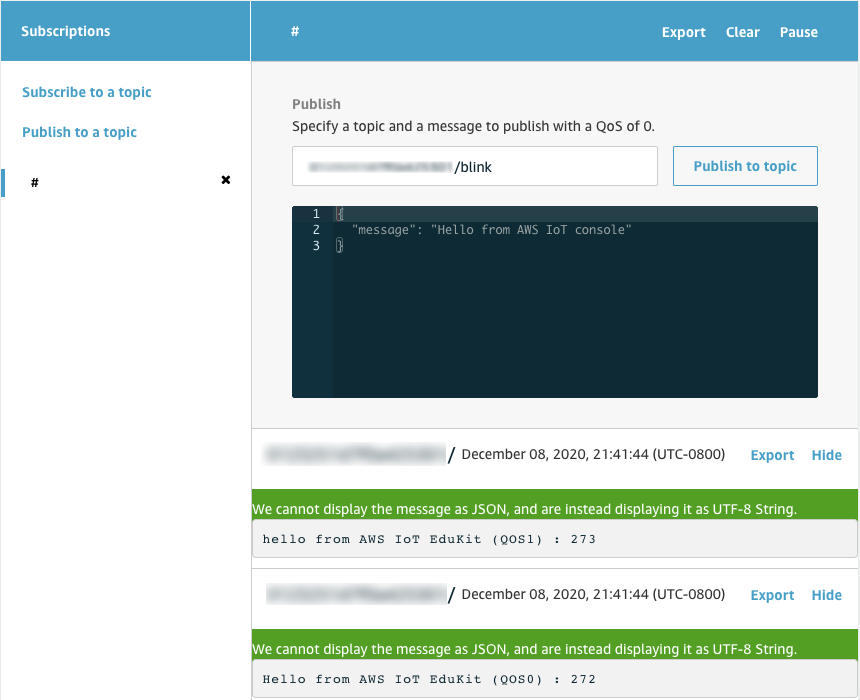 Subscriptions
#
Export Clear Pause
Subscribe to a topic
Publish to a topic
# ✖
Publish
Specify a topic and a message to publish with a QoS of 0.
/blink
Publish to topic
1 {
2 "message": "Hello from AWS IoT console"
3 }
/ December 08, 2020, 21:41:44 (UTC-0800) Export Hide
We cannot display the message as JSON, and are instead displaying it as UTF-8 String.
hello from AWS IoT EduKit (QOS1) : 273
/ December 08, 2020, 21:41:44 (UTC-0800) Export Hide
We cannot display the message as JSON, and are instead displaying it as UTF-8 String.
Hello from AWS IoT EduKit (QOS0) : 272